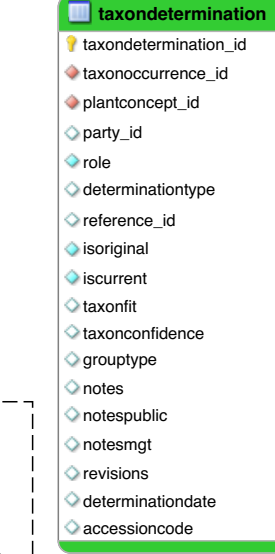 taxondetermination
taxondetermination_id
taxonoccurrence_id
plantconcept_id
party_id
role
determinationtype
reference_id
isoriginal
iscurrent
taxonfit
taxonconfidence
grouptype
notes
notespublic
notesmgt
revisions
determinationdate
accessioncode